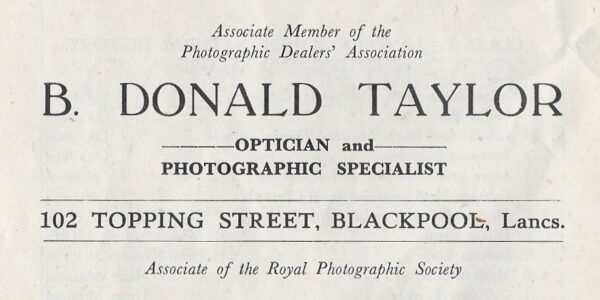 Associate Member of the
Photographic Dealers' Association
B. DONALD TAYLOR
OPTICIAN and
PHOTOGRAPHIC SPECIALIST
102 TOPPING STREET, BLACKPOOL, Lancs.
Associate of the Royal Photographic Society